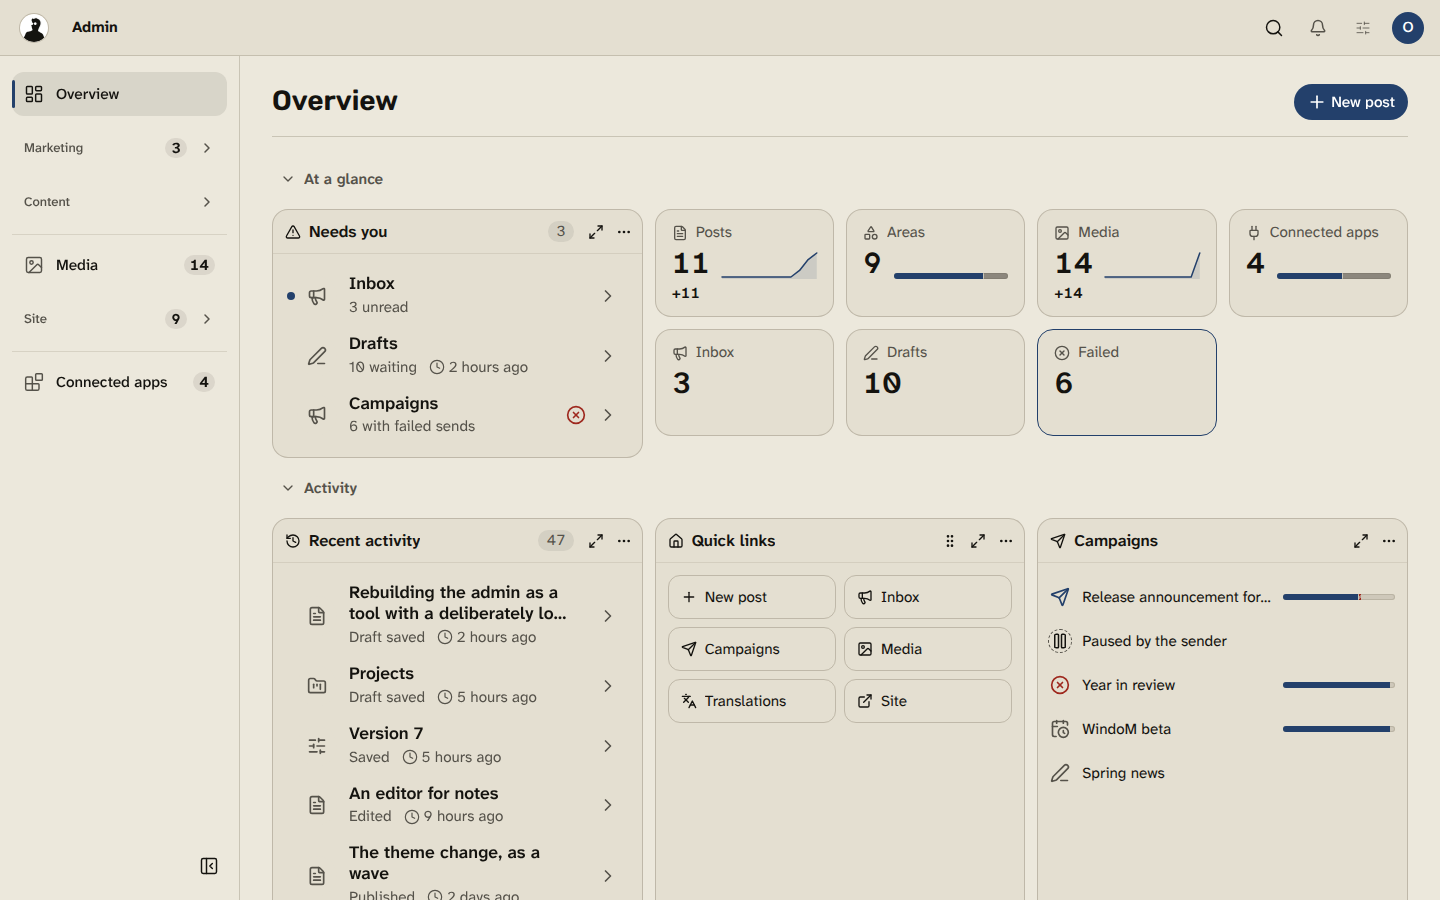 Admin
O
Overview
Marketing 3
Content
Media 14
Site 9
Connected apps 4
Overview
New post
At a glance
Needs you 3
Inbox
3 unread
Drafts
10 waiting 2 hours ago
Campaigns
6 with failed sends
Posts
11
+11
Areas
9
Media
14
+14
Connected apps
4
Inbox
3
Drafts
10
Failed
6
Activity
Recent activity 47
Rebuilding the admin as a
tool with a deliberately lo...
Draft saved 2 hours ago
Projects
Draft saved 5 hours ago
Version 7
Saved 5 hours ago
An editor for notes
Edited 9 hours ago
The theme change, as a
wave
Published 2 days ago
Quick links
New post
Inbox
Campaigns
Media
Translations
Site
Campaigns
Release announcement for...
Paused by the sender
Year in review
WindoM beta
Spring news